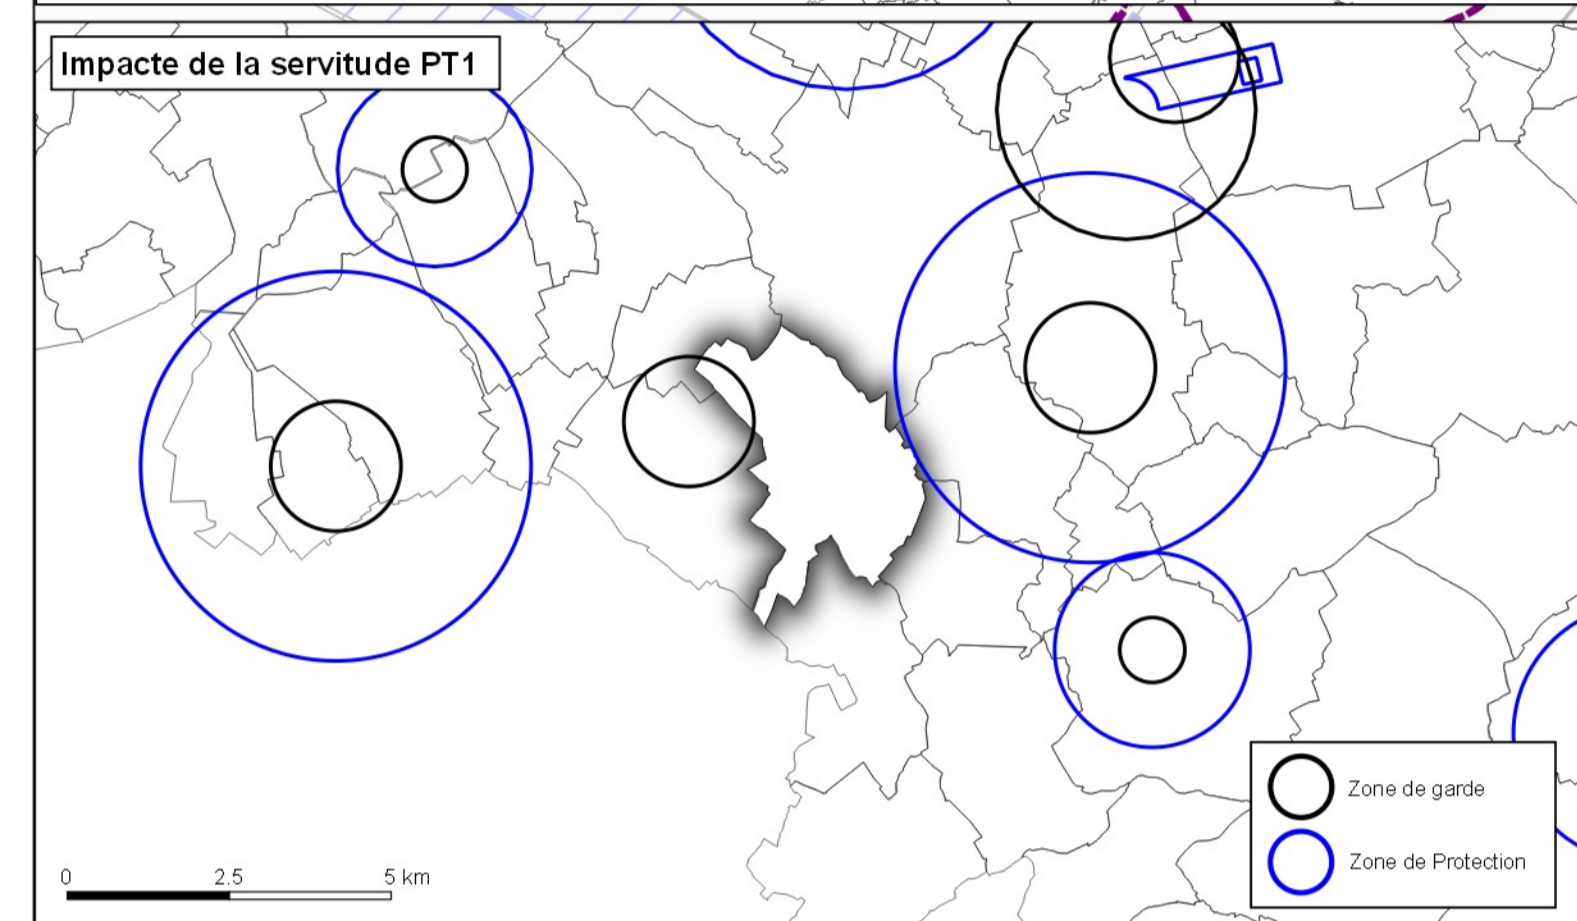 Impacte de la servitude PT1
Zone de garde
Zone de Protection
0 2.5 5 km